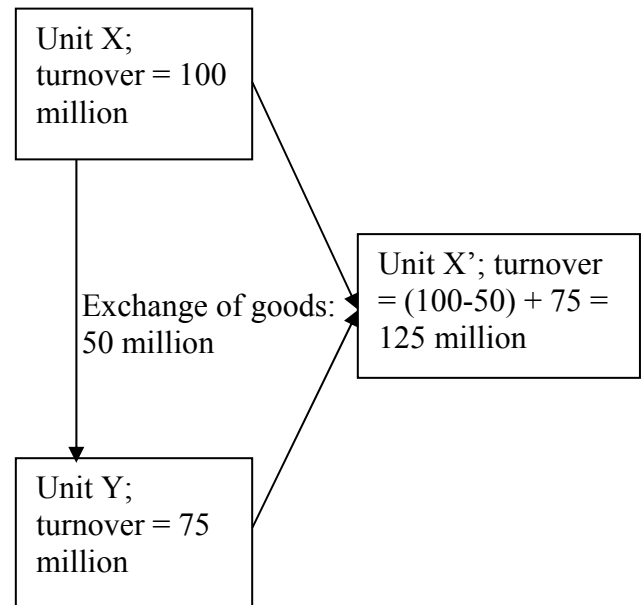 Unit X;
turnover = 100
million
Exchange of goods:
50 million
Unit X’; turnover
= (100-50) + 75 =
125 million
Unit Y;
turnover = 75
million